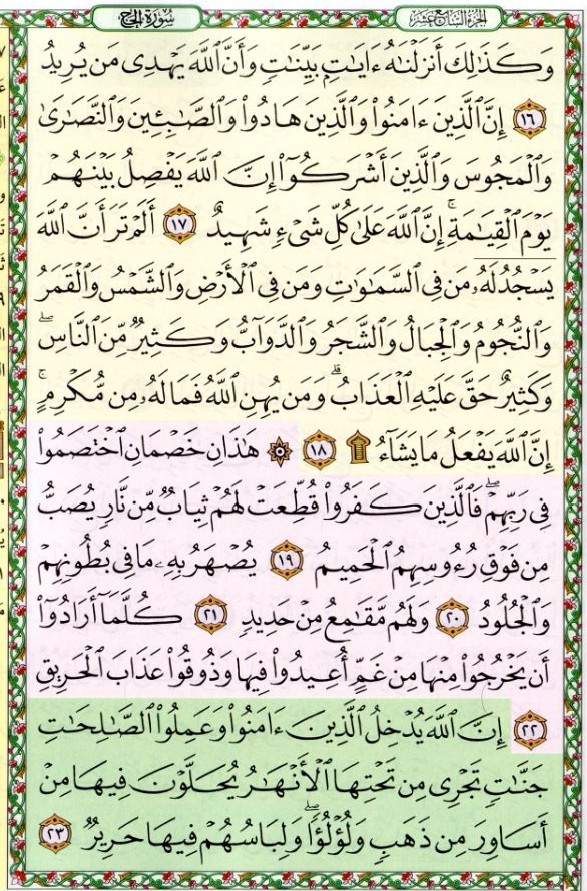 الجزء السابع عشر
سورة الحج
وَكَذَٰلِكَ أَنزَلْنَٰهُ ءَايَٰتٍۭ بَيِّنَٰتٍ وَأَنَّ ٱللَّهَ يَهْدِى مَن يُرِيدُ
١٦ إِنَّ ٱلَّذِينَ ءَامَنُوا۟ وَٱلَّذِينَ هَادُوا۟ وَٱلصَّٰبِـِٔينَ وَٱلنَّصَٰرَىٰ
وَٱلْمَجُوسَ وَٱلَّذِينَ أَشْرَكُوٓا۟ إِنَّ ٱللَّهَ يَفْصِلُ بَيْنَهُمْ
يَوْمَ ٱلْقِيَٰمَةِ ۚ إِنَّ ٱللَّهَ عَلَىٰ كُلِّ شَىْءٍ شَهِيدٌ ١٧ أَلَمْ تَرَ أَنَّ ٱللَّهَ
يَسْجُدُ لَهُۥ مَن فِى ٱلسَّمَٰوَٰتِ وَمَن فِى ٱلْأَرْضِ وَٱلشَّمْسُ وَٱلْقَمَرُ
وَٱلنُّجُومُ وَٱلْجِبَالُ وَٱلشَّجَرُ وَٱلدَّوَآبُّ وَكَثِيرٌ مِّنَ ٱلنَّاسِ ۖ
وَكَثِيرٌ حَقَّ عَلَيْهِ ٱلْعَذَابُ ۗ وَمَن يُهِنِ ٱللَّهُ فَمَا لَهُۥ مِن مُّكْرِمٍ ۚ
إِنَّ ٱللَّهَ يَفْعَلُ مَا يَشَآءُ ۩ ١٨ ۞ هَٰذَانِ خَصْمَانِ ٱخْتَصَمُوا۟
فِى رَبِّهِمْ ۖ فَٱلَّذِينَ كَفَرُوا۟ قُطِّعَتْ لَهُمْ ثِيَابٌ مِّن نَّارٍ يُصَبُّ
مِن فَوْقِ رُءُوسِهِمُ ٱلْحَمِيمُ ١٩ يُصْهَرُ بِهِۦ مَا فِى بُطُونِهِمْ
وَٱلْجُلُودُ ٢٠ وَلَهُم مَّقَٰمِعُ مِنْ حَدِيدٍ ٢١ كُلَّمَآ أَرَادُوٓا۟
أَن يَخْرُجُوا۟ مِنْهَا مِنْ غَمٍّ أُعِيدُوا۟ فِيهَا وَذُوقُوا۟ عَذَابَ ٱلْحَرِيقِ
٢٢ إِنَّ ٱللَّهَ يُدْخِلُ ٱلَّذِينَ ءَامَنُوا۟ وَعَمِلُوا۟ ٱلصَّٰلِحَٰتِ
جَنَّٰتٍ تَجْرِى مِن تَحْتِهَا ٱلْأَنْهَٰرُ يُحَلَّوْنَ فِيهَا مِنْ
أَسَاوِرَ مِن ذَهَبٍ وَلُؤْلُؤًا ۖ وَلِبَاسُهُمْ فِيهَا حَرِيرٌ ٢٣